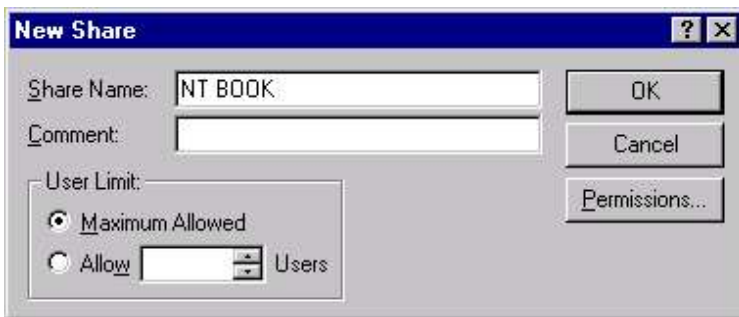 New Share
Share Name: NT BOOK OK
Comment: Cancel
User Limit: Permissions...
Maximum Allowed
Allow Users